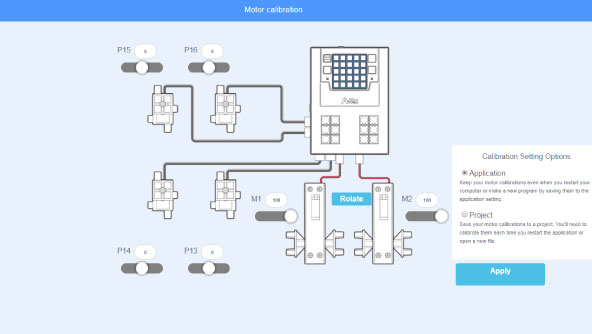 Motor calibration
P15 0
P16 0
Artec
M1 100
Rotate
M2 100
P14 0
P13 0
Calibration Setting Options
Application
Keep your motor calibrations even when you restart your
computer or make a new program by saving them to the
application setting.
Project
Save your motor calibrations to a project. You'll need to
calibrate them each time you restart the application or
open a new file.
Apply